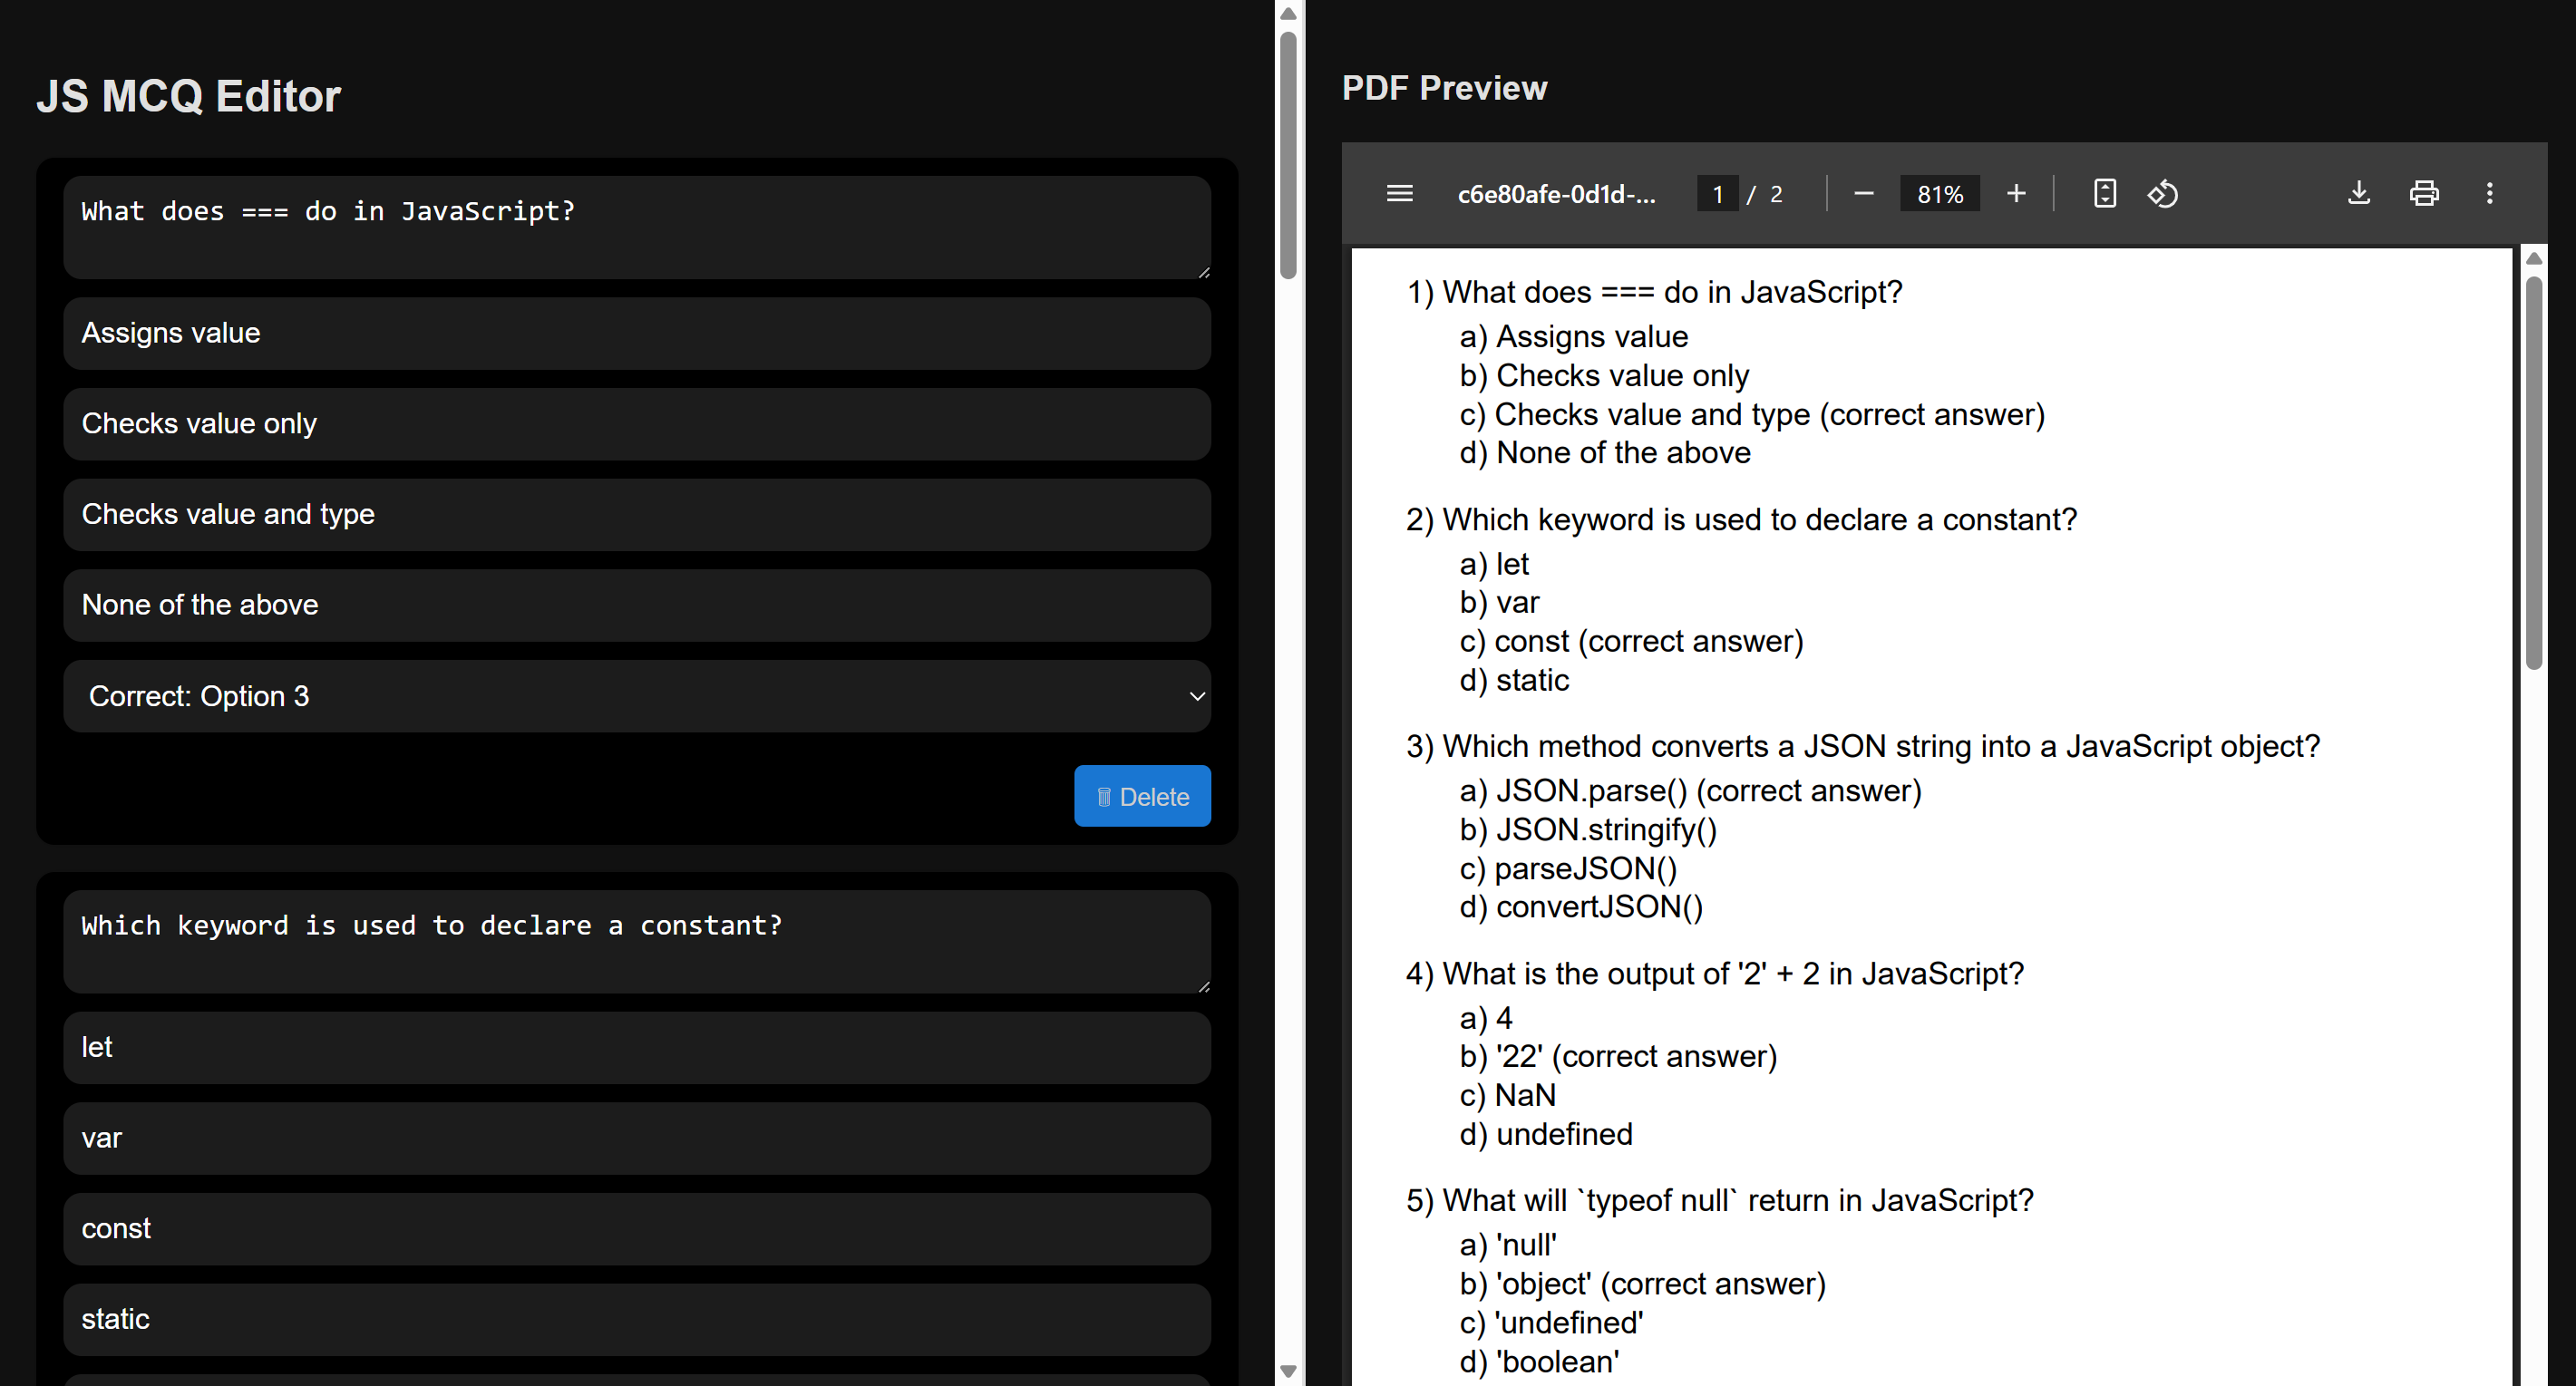 JS MCQ Editor
What does === do in JavaScript?
Assigns value
Checks value only
Checks value and type
None of the above
Correct: Option 3
Delete
Which keyword is used to declare a constant?
let
var
const
static
PDF Preview
c6e80afe-0d1d-...
1 / 2
81%
1) What does === do in JavaScript?
a) Assigns value
b) Checks value only
c) Checks value and type (correct answer)
d) None of the above
2) Which keyword is used to declare a constant?
a) let
b) var
c) const (correct answer)
d) static
3) Which method converts a JSON string into a JavaScript object?
a) JSON.parse() (correct answer)
b) JSON.stringify()
c) parseJSON()
d) convertJSON()
4) What is the output of '2' + 2 in JavaScript?
a) 4
b) '22' (correct answer)
c) NaN
d) undefined
5) What will `typeof null` return in JavaScript?
a) 'null'
b) 'object' (correct answer)
c) 'undefined'
d) 'boolean'